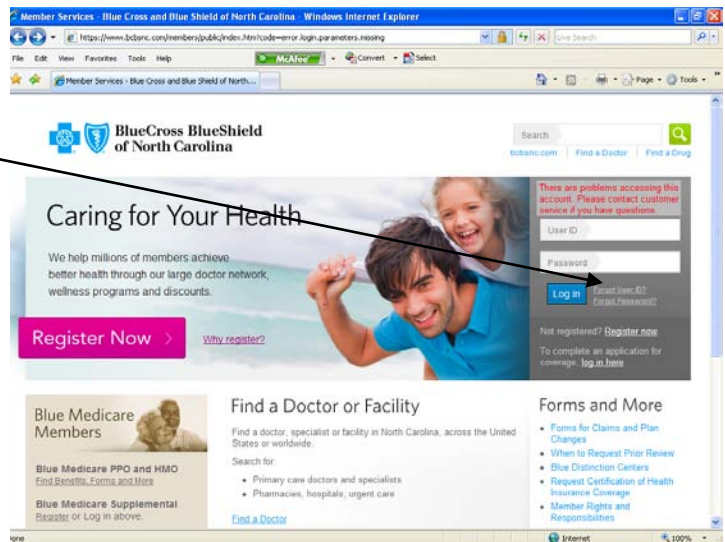 Member Services - Blue Cross and Blue Shield of North Carolina - Windows Internet Explorer
https://www.bcbsnc.com/members/public/index.htm?code=error.login.parameters.missing
Live Search
File Edit View Favorites Tools Help
McAfee
Convert
Select
Member Services - Blue Cross and Blue Shield of North...
Page
Tools
BlueCross BlueShield
of North Carolina
Search
bcbsnc.com
Find a Doctor
Find a Drug
Caring for Your Health
We help millions of members achieve
better health through our large doctor network,
wellness programs and discounts.
Register Now
Why register?
There are problems accessing this
account. Please contact customer
service if you have questions.
User ID
Password
Log In
Forgot User ID?
Forgot Password?
Not registered? Register now
To complete an application for
coverage, log in here
Blue Medicare
Members
Blue Medicare PPO and HMO
Find Benefits, Forms and More
Blue Medicare Supplemental
Register or Log in above.
Find a Doctor or Facility
Find a doctor, specialist or facility in North Carolina, across the United
States or worldwide.
Search for:
• Primary care doctors and specialists
• Pharmacies, hospitals, urgent care
Find a Doctor
Forms and More
• Forms for Claims and Plan
Changes
• When to Request Prior Review
• Blue Distinction Centers
• Request Certification of Health
Insurance Coverage
• Member Rights and
Responsibilities
one
Internet
100%